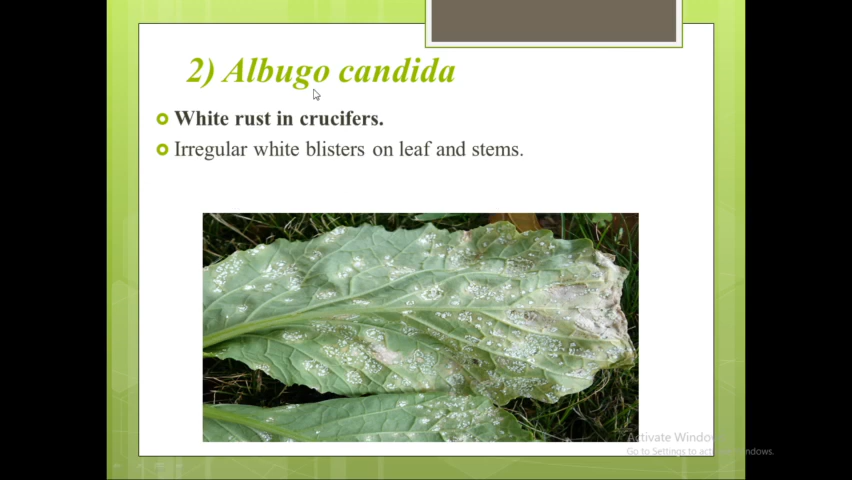 2) Albugo candida
White rust in crucifers.
Irregular white blisters on leaf and stems.
Activate Windows
Go to Settings to activate Windows.